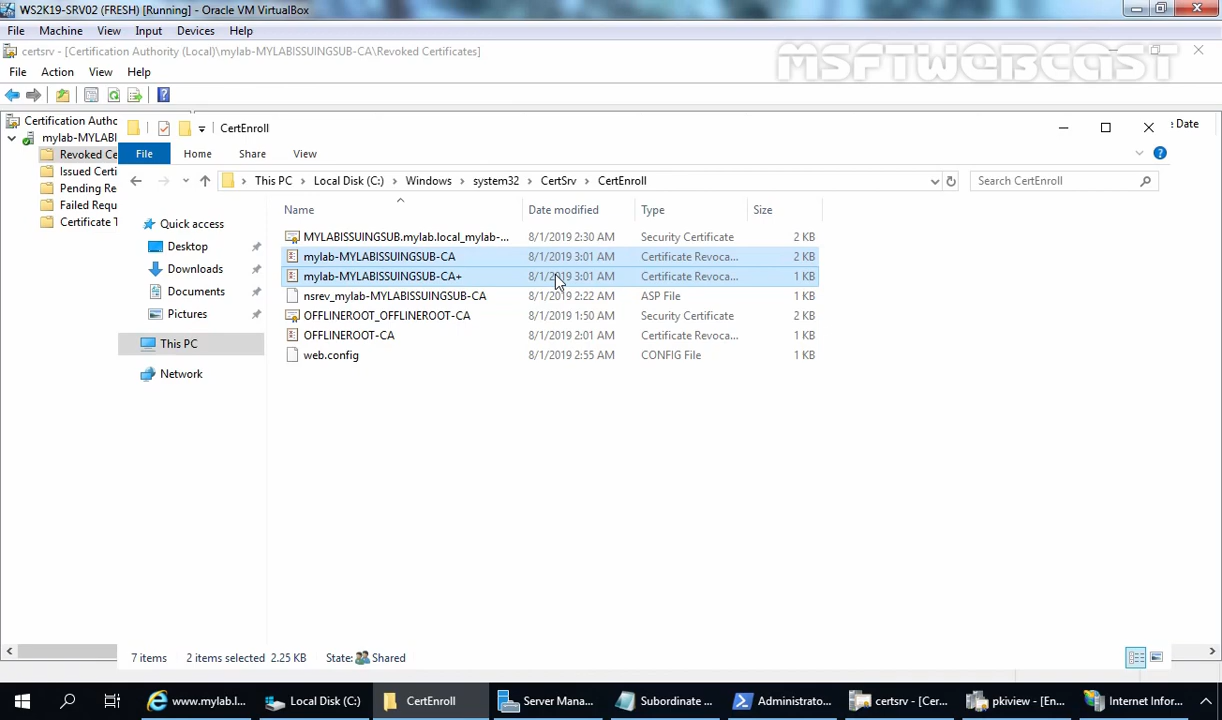 WS2K19-SRV02 (FRESH) [Running] - Oracle VM VirtualBox
File Machine View Input Devices Help
certsrv - [Certification Authority (Local)\mylab-MYLABISSUINGSUB-CA\Revoked Certificates]
MSFTWEBCAST
File Action View Help
Certification Autho
mylab-MYLABI
Revoked Ce
Issued Certi
Pending Re
Failed Requ
Certificate T
e Date
CertEnroll
File Home Share View
This PC Local Disk (C:) Windows system32 CertSrv CertEnroll
Search CertEnroll
Quick access
Desktop
Downloads
Documents
Pictures
This PC
Network
Name Date modified Type Size
MYLABISSUINGSUB.mylab.local_mylab-... 8/1/2019 2:30 AM Security Certificate 2 KB
mylab-MYLABISSUINGSUB-CA 8/1/2019 3:01 AM Certificate Revoca... 2 KB
mylab-MYLABISSUINGSUB-CA+ 8/1/2019 3:01 AM Certificate Revoca... 1 KB
nsrev_mylab-MYLABISSUINGSUB-CA 8/1/2019 2:22 AM ASP File 1 KB
OFFLINEROOT_OFFLINEROOT-CA 8/1/2019 1:50 AM Security Certificate 2 KB
OFFLINEROOT-CA 8/1/2019 2:01 AM Certificate Revoca... 1 KB
web.config 8/1/2019 2:55 AM CONFIG File 1 KB
7 items 2 items selected 2.25 KB State: Shared
www.mylab.l... Local Disk (C:) CertEnroll Server Mana... Subordinate ... Administrato... certsrv - [Cer... pkiview - [En... Internet Infor...